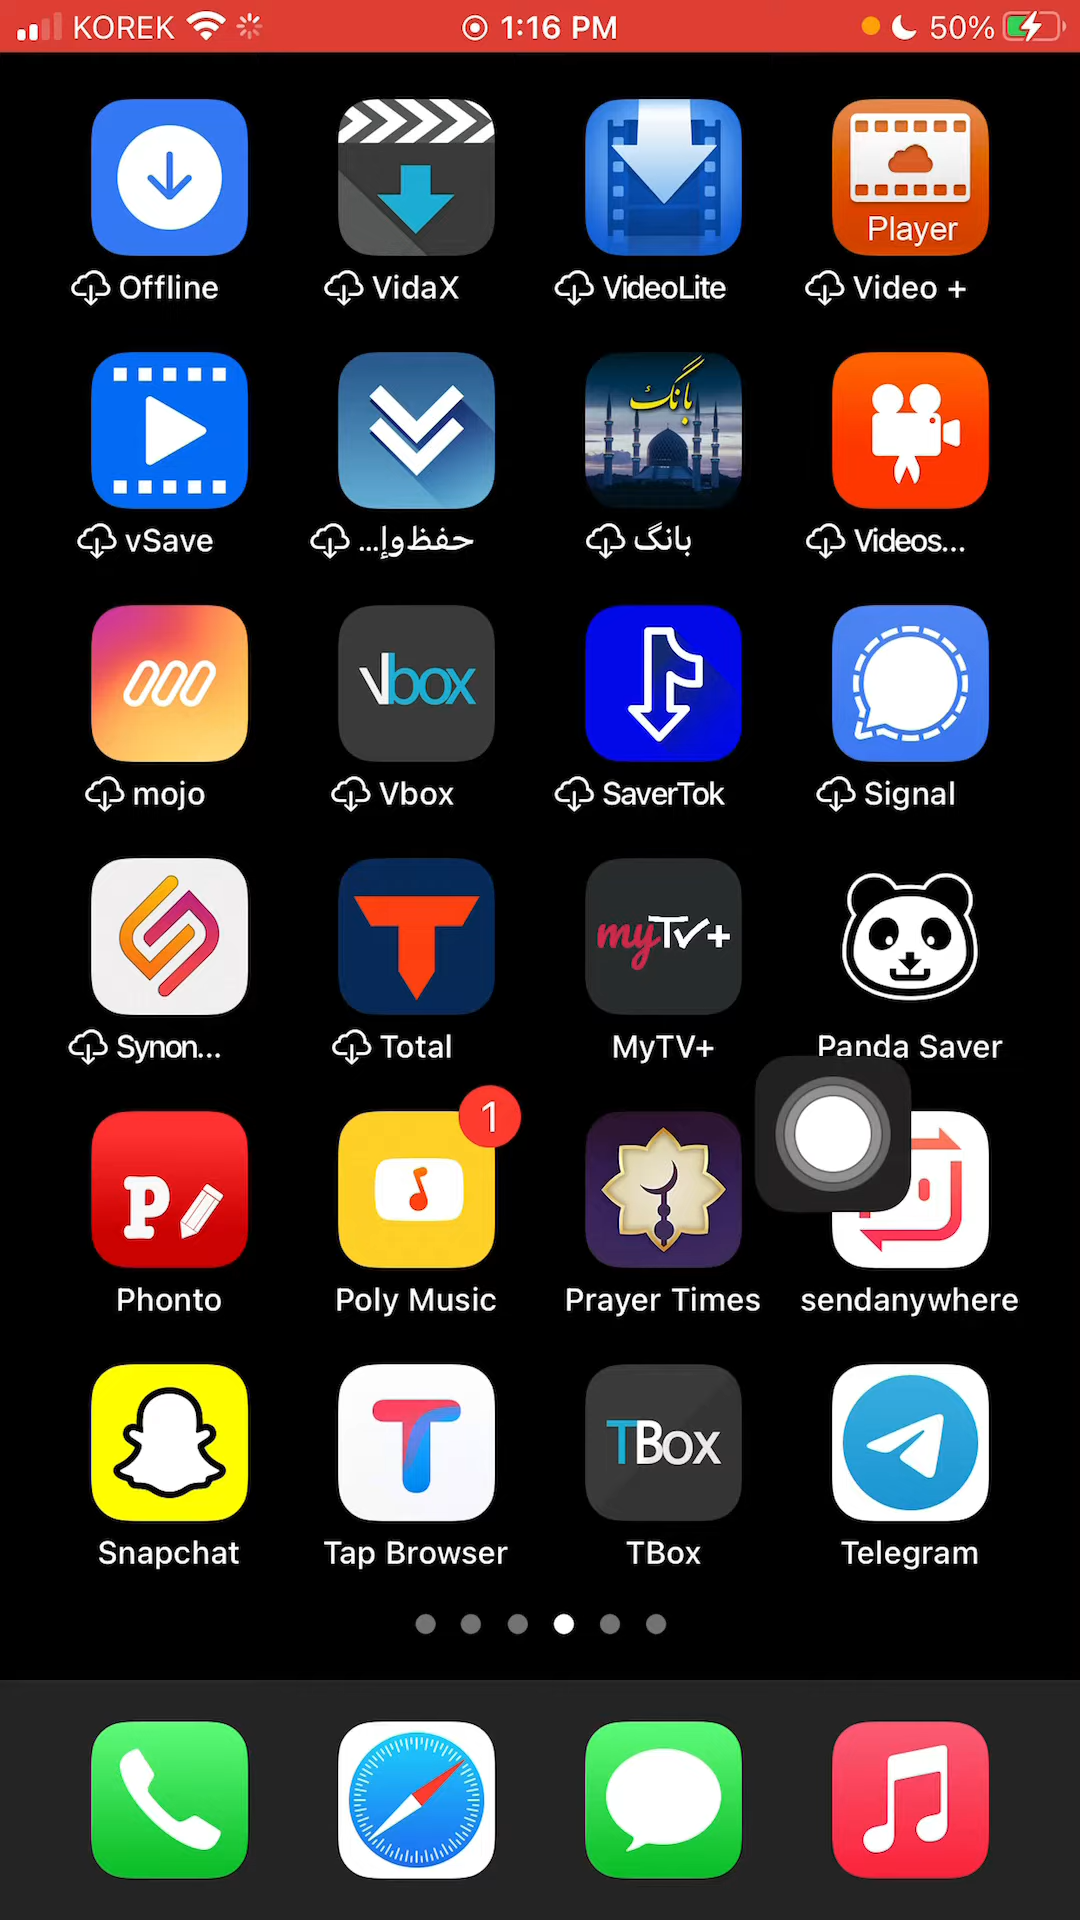 KOREK 1:16 PM 50%
Player
Offline VidaX VideoLite Video +
بانگ
vSave حفظ وإ... بانگ Videos...
Vbox
mojo Vbox SaverTok Signal
T myTv+
Synon... Total MyTV+ Panda Saver
1
P
Phonto Poly Music Prayer Times sendanywhere
T TBox
Snapchat Tap Browser TBox Telegram